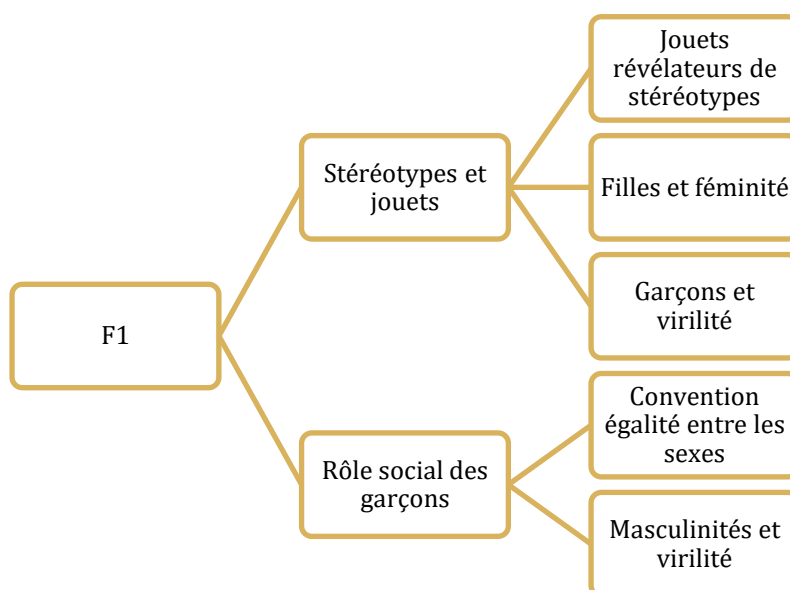 F1
Stéréotypes et
jouets
Jouets
révélateurs de
stéréotypes
Filles et féminité
Garçons et
virilité
Rôle social des
garçons
Convention
égalité entre les
sexes
Masculinités et
virilité